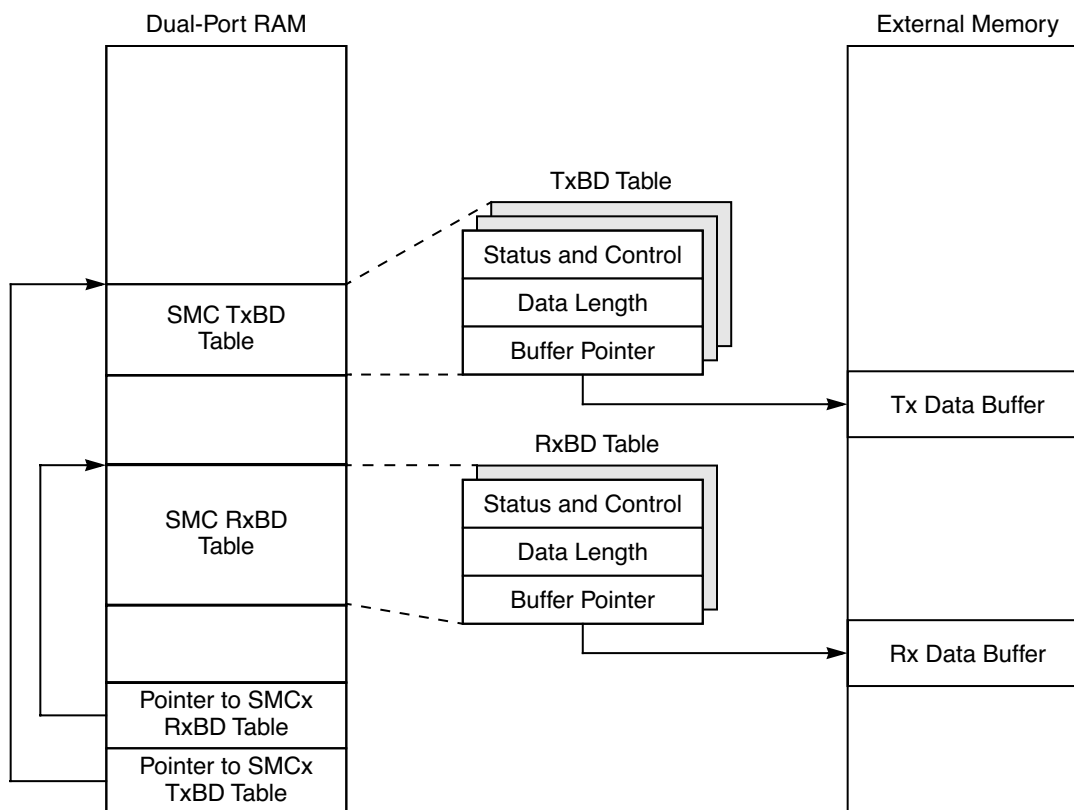 Dual-Port RAM
External Memory
TxBD Table
Status and Control
Data Length
Buffer Pointer
SMC TxBD
Table
Tx Data Buffer
RxBD Table
Status and Control
Data Length
Buffer Pointer
SMC RxBD
Table
Rx Data Buffer
Pointer to SMCx
RxBD Table
Pointer to SMCx
TxBD Table